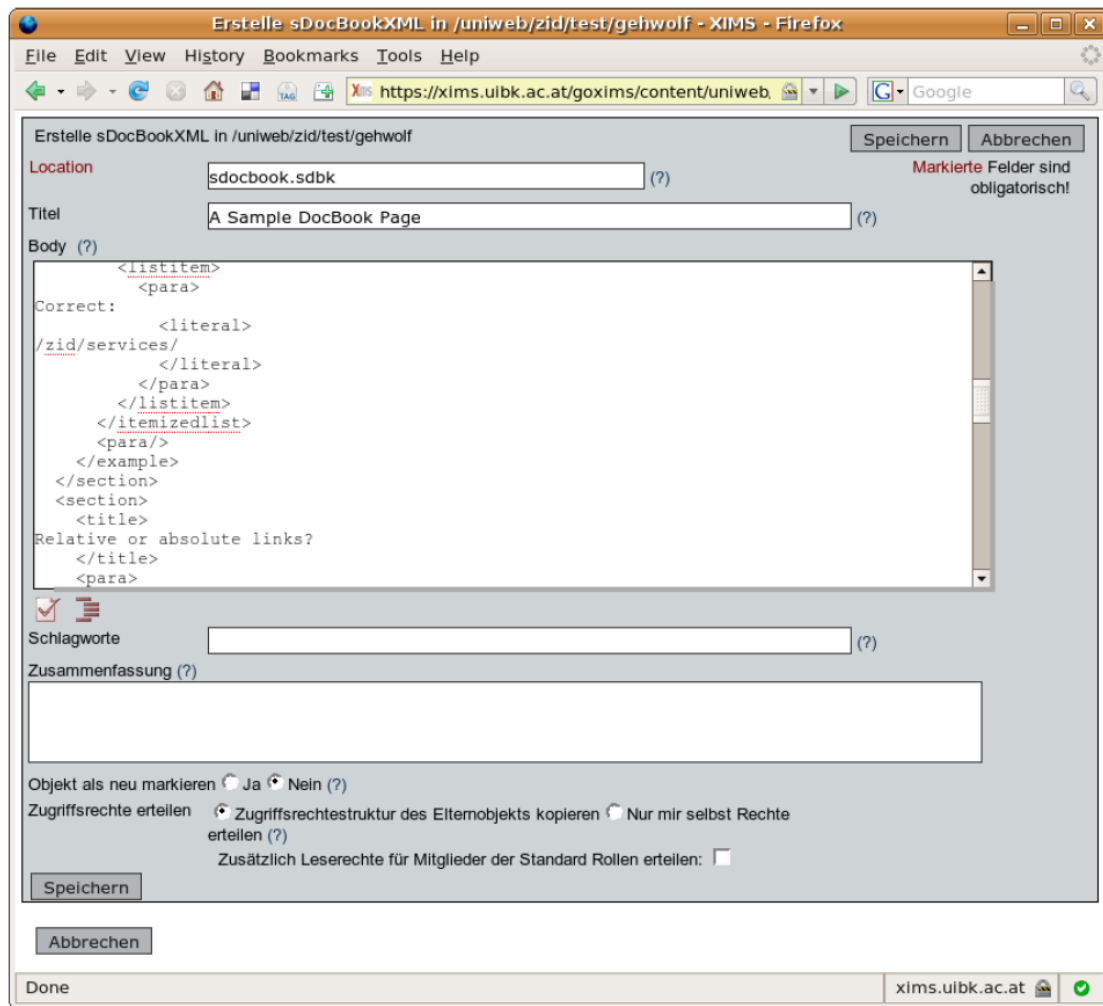 Erstelle sDocBookXML in /uniweb/zid/test/gehwolf - XIMS - Firefox
File Edit View History Bookmarks Tools Help
TAG Xims https://xims.uibk.ac.at/goxims/content/uniweb, G Google
Erstelle sDocBookXML in /uniweb/zid/test/gehwolf Speichern Abbrechen
Location sdocbook.sdbk (?) Markierte Felder sind
obligatorisch!
Titel A Sample DocBook Page (?)
Body (?)
<listitem>
<para>
Correct:
<literal>
/zid/services/
</literal>
</para>
</listitem>
</itemizedlist>
<para/>
</example>
</section>
<section>
<title>
Relative or absolute links?
</title>
<para>
Schlagworte (?)
Zusammenfassung (?)
Objekt als neu markieren Ja Nein (?)
Zugriffsrechte erteilen Zugriffsrechtestruktur des Elternobjekts kopieren Nur mir selbst Rechte
erteilen (?)
Zusätzlich Leserechte für Mitglieder der Standard Rollen erteilen:
Speichern
Abbrechen
Done xims.uibk.ac.at